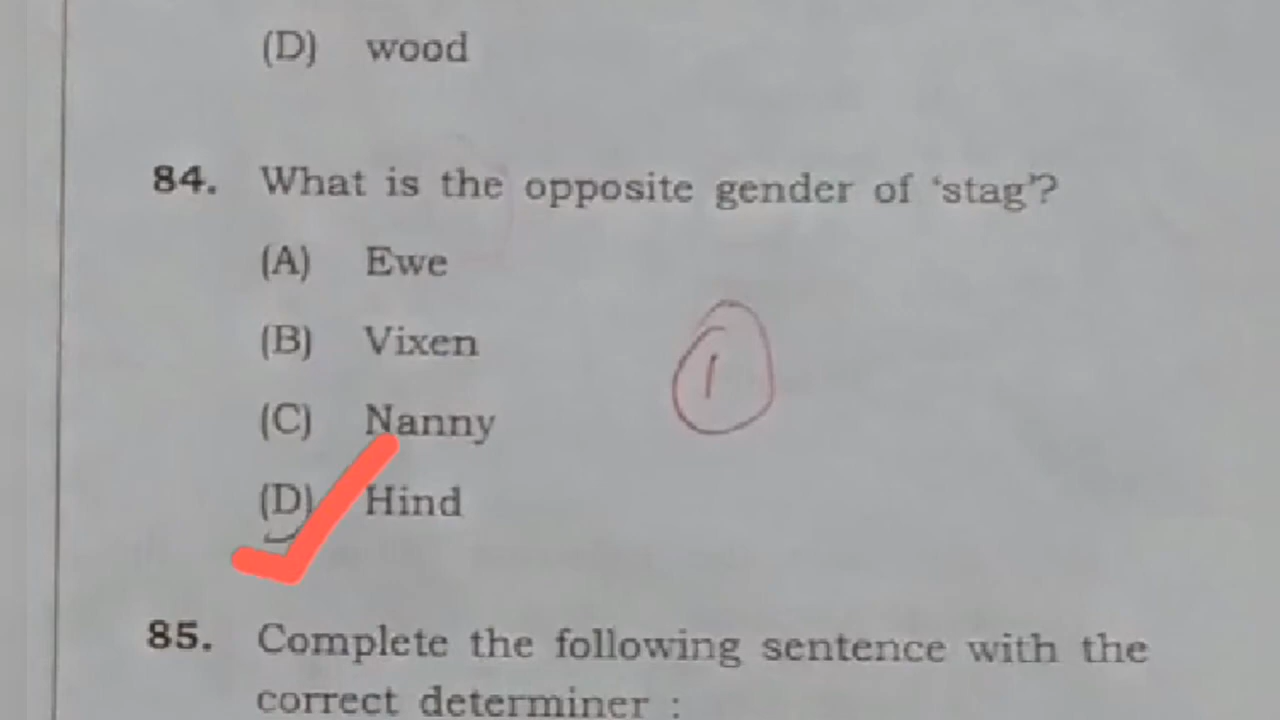 (D) wood
84. What is the opposite gender of ‘stag’?
(A) Ewe
(B) Vixen
1
(C) Nanny
(D) Hind
85. Complete the following sentence with the
correct determiner :